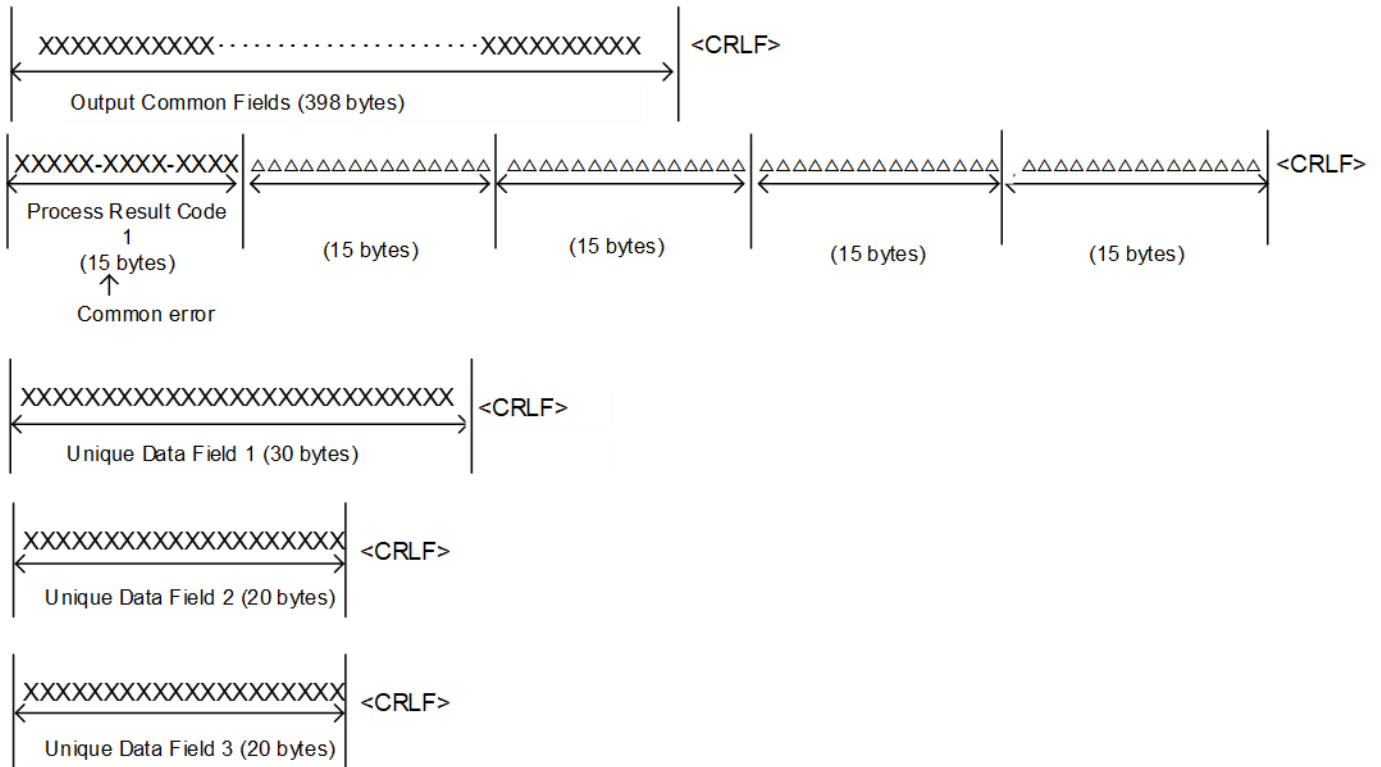 XXXXXXXXXXX·······················XXXXXXXXXX <CRLF>
Output Common Fields (398 bytes)
XXXXX-XXXX-XXXX △△△△△△△△△△△△△△△ △△△△△△△△△△△△△△△ △△△△△△△△△△△△△△△ △△△△△△△△△△△△△△△ <CRLF>
Process Result Code
1
(15 bytes) (15 bytes) (15 bytes) (15 bytes) (15 bytes)
Common error
XXXXXXXXXXXXXXXXXXXXXXXXXXX <CRLF>
Unique Data Field 1 (30 bytes)
XXXXXXXXXXXXXXXXXXXX <CRLF>
Unique Data Field 2 (20 bytes)
XXXXXXXXXXXXXXXXXXXX <CRLF>
Unique Data Field 3 (20 bytes)